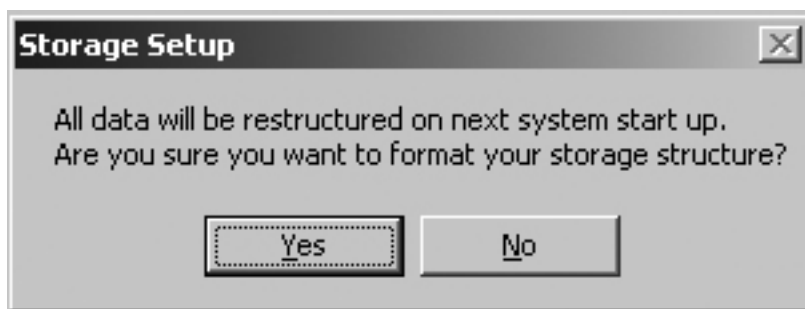 Storage Setup
All data will be restructured on next system start up.
Are you sure you want to format your storage structure?
Yes
No